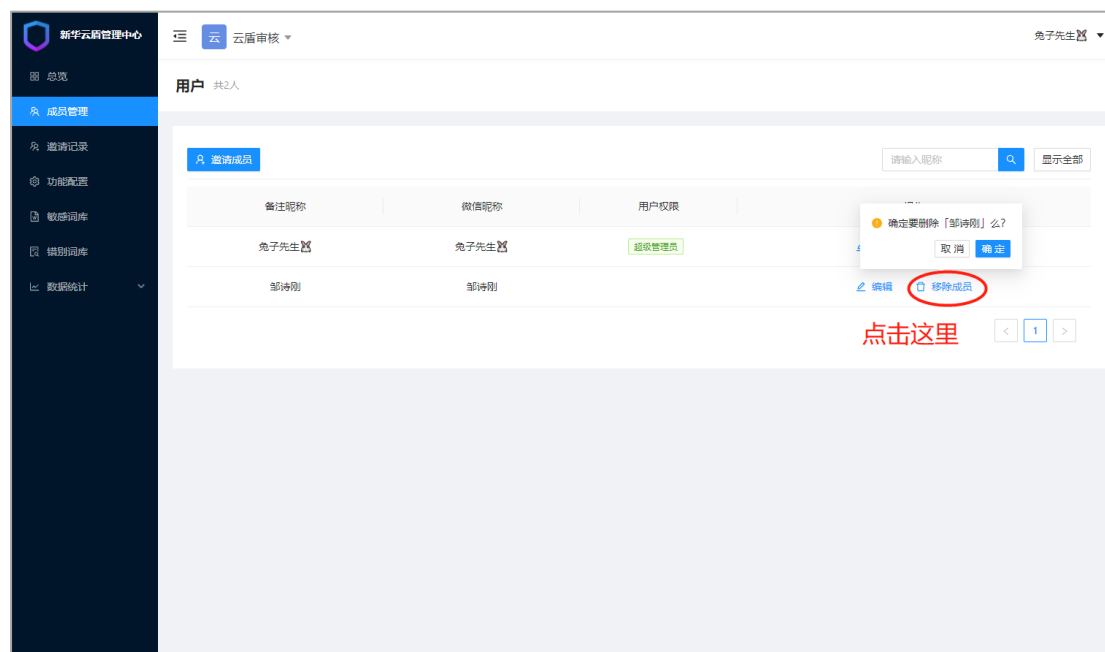 新华云盾管理中心
云 云盾审核
兔子先生
总览
用户 共2人
成员管理
邀请记录
邀请成员
请输入昵称
显示全部
功能配置
备注昵称 微信昵称 用户权限
敏感词库
确定要删除「邹诗刚」么?
取 消 确 定
兔子先生 兔子先生 超级管理员
错别词库
数据统计
邹诗刚 邹诗刚 编辑 移除成员
点击这里
< 1 >